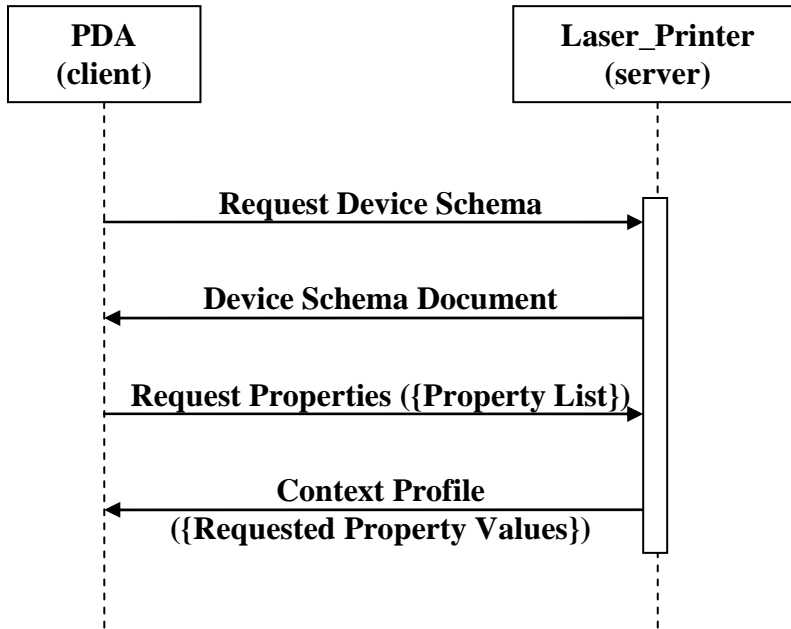 PDA
(client)
Laser_Printer
(server)
Request Device Schema
Device Schema Document
Request Properties ({Property List})
Context Profile
({Requested Property Values})